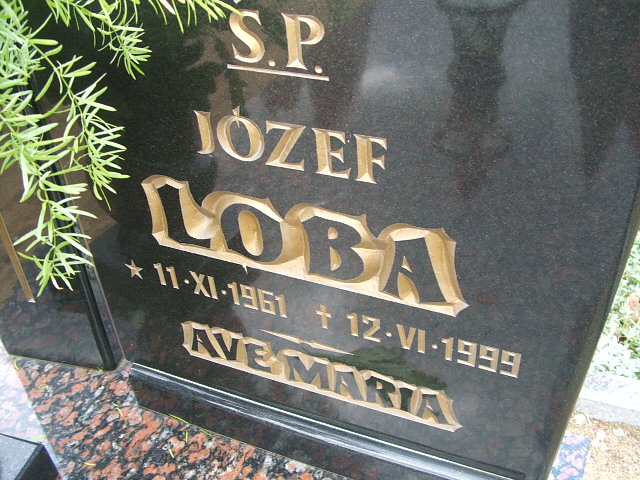 Ś.P.
JÓZEF
LOBA
★ 11·XI·1961 † 12·VI·1999
AVE MARIA